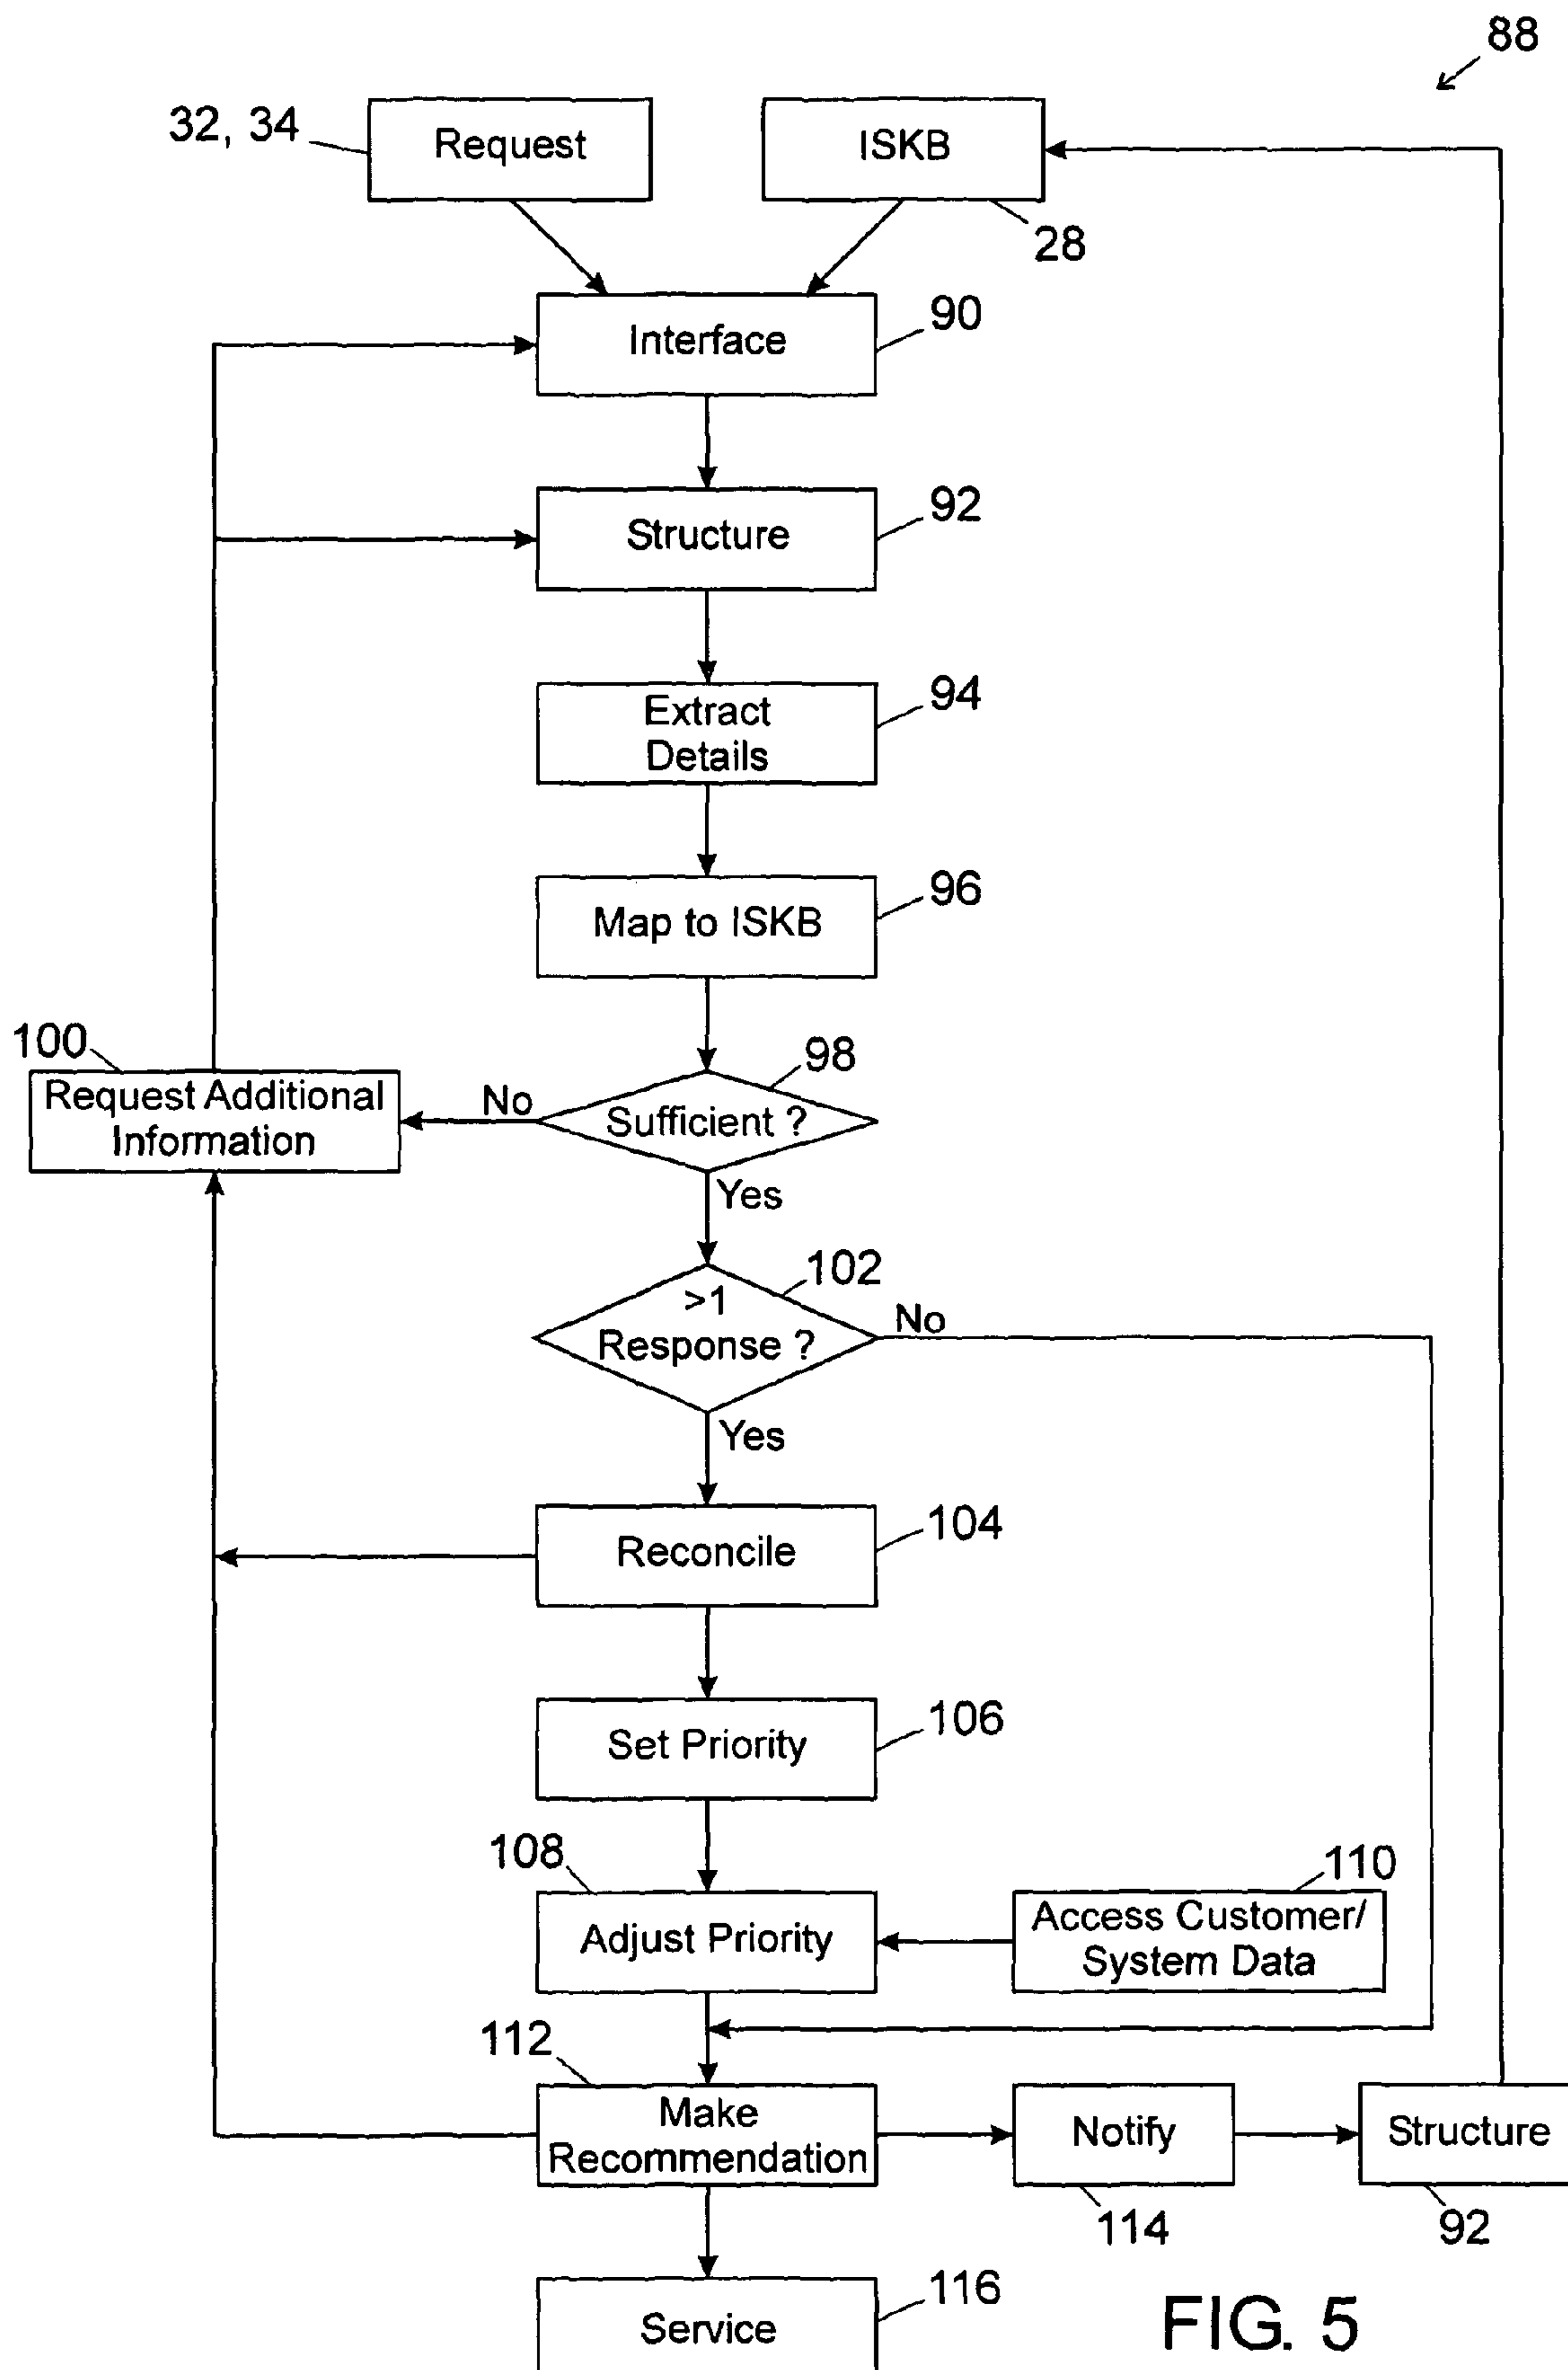 88
32, 34
Request
ISKB
28
Interface
90
Structure
92
Extract
Details
94
Map to ISKB
96
100
Request Additional
Information
No
98
Sufficient ?
Yes
102
>1
Response ?
No
Yes
Reconcile
104
Set Priority
106
108
Adjust Priority
110
Access Customer/
System Data
112
Make
Recommendation
Notify
114
Structure
92
Service
116
FIG. 5